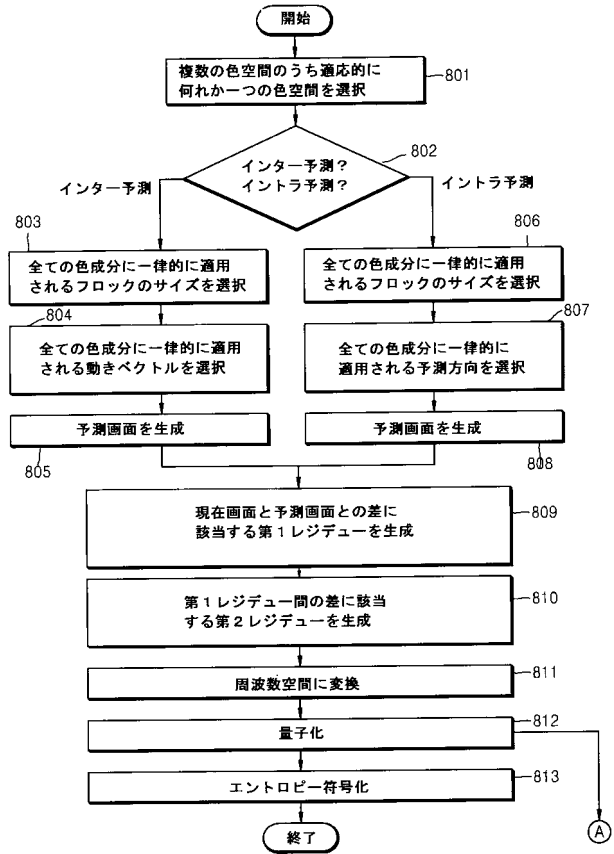 開始
複数の色空間のうち適応的に
何れか一つの色空間を選択
801
インター予測？
イントラ予測？
802
インター予測
イントラ予測
803
全ての色成分に一律的に適用
されるフロックのサイズを選択
806
全ての色成分に一律的に適用
されるフロックのサイズを選択
804
全ての色成分に一律的に適用
される動きベクトルを選択
807
全ての色成分に一律的に
適用される予測方向を選択
予測画面を生成
805
予測画面を生成
808
現在画面と予測画面との差に
該当する第１レジデューを生成
809
第１レジデュー間の差に該当
する第２レジデューを生成
810
周波数空間に変換
811
量子化
812
エントロピー符号化
813
終了
A